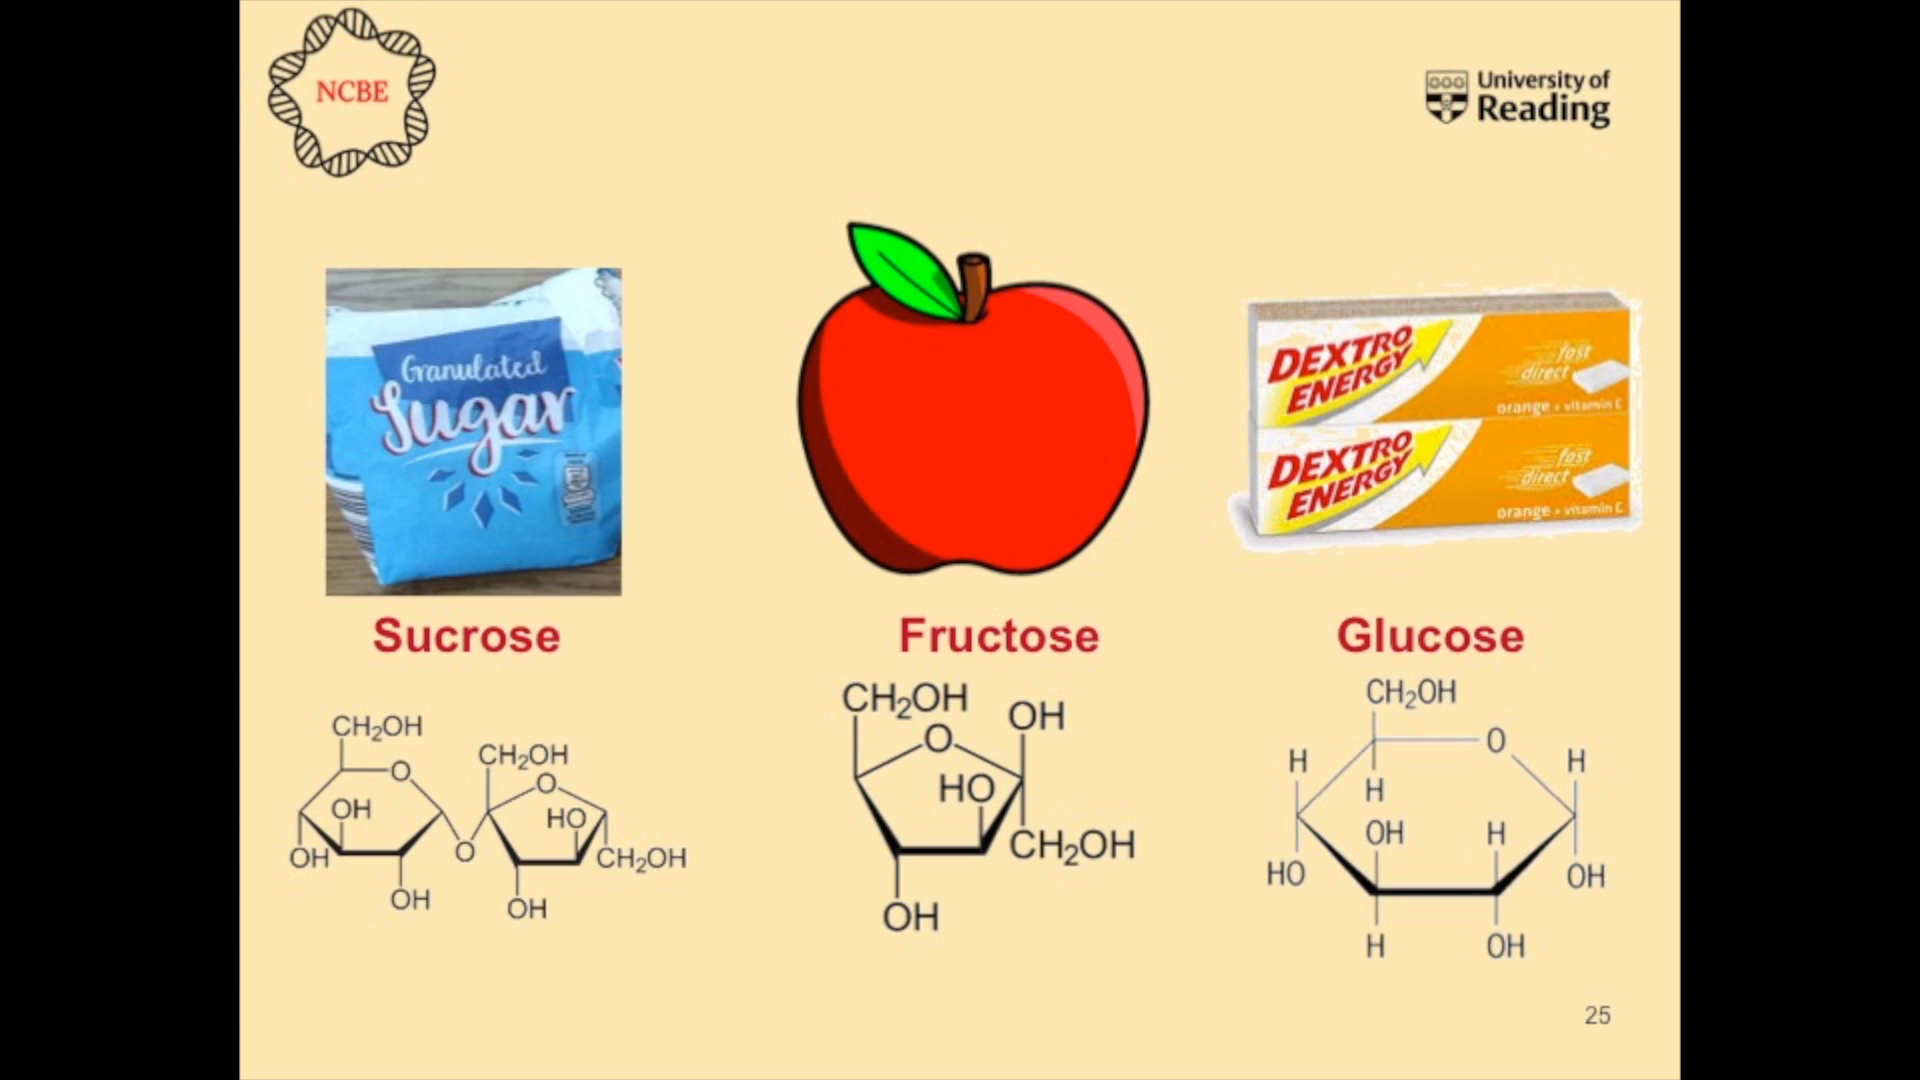 NCBE
University of
Reading
Granulated
Sugar
DEXTRO
ENERGY
fast
direct
orange + vitamin C
DEXTRO
ENERGY
fast
direct
orange + vitamin C
Sucrose
Fructose
Glucose
CH₂OH
O
OH
OH
OH
O
CH₂OH
O
HO
CH₂OH
OH
CH₂OH
OH
O
HO
CH₂OH
OH
CH₂OH
O
H
H
H
OH
H
HO
OH
H
OH
25